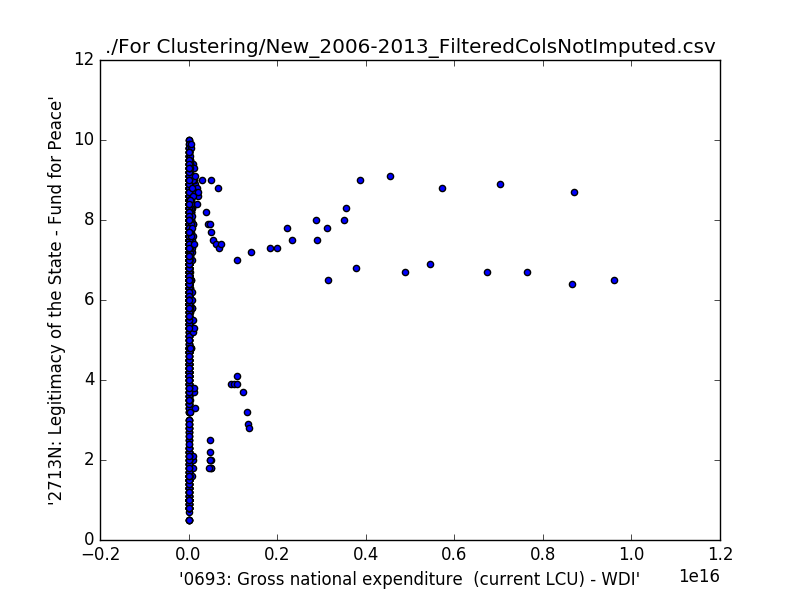 ./For Clustering/New_2006-2013_FilteredColsNotImputed.csv
12
10
8
6
4
2
0
'2713N: Legitimacy of the State - Fund for Peace'
−0.2 0.0 0.2 0.4 0.6 0.8 1.0 1.2
1e16
'0693: Gross national expenditure  (current LCU) - WDI'